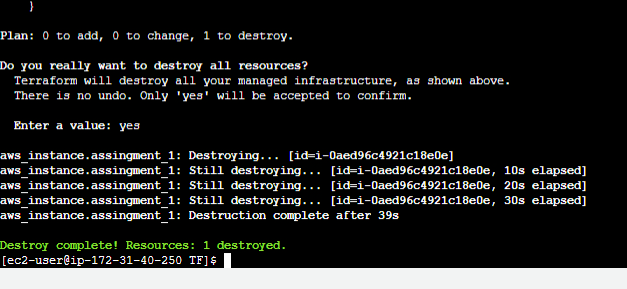 }
Plan: 0 to add, 0 to change, 1 to destroy.
Do you really want to destroy all resources?
Terraform will destroy all your managed infrastructure, as shown above.
There is no undo. Only 'yes' will be accepted to confirm.
Enter a value: yes
aws_instance.assingment_1: Destroying... [id=i-0aed96c4921c18e0e]
aws_instance.assingment_1: Still destroying... [id=i-0aed96c4921c18e0e, 10s elapsed]
aws_instance.assingment_1: Still destroying... [id=i-0aed96c4921c18e0e, 20s elapsed]
aws_instance.assingment_1: Still destroying... [id=i-0aed96c4921c18e0e, 30s elapsed]
aws_instance.assingment_1: Destruction complete after 39s
Destroy complete! Resources: 1 destroyed.
[ec2-user@ip-172-31-40-250 TF]$